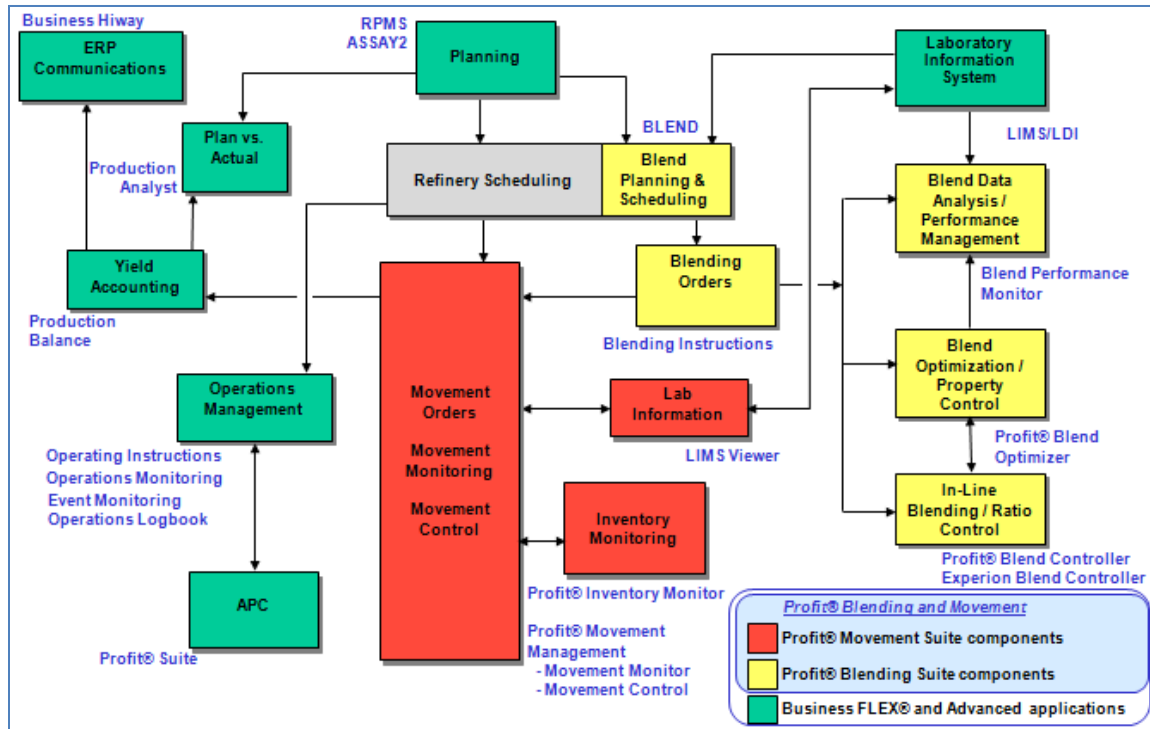 Business Hiway
ERP
Communications
RPMS
ASSAY2
Planning
Laboratory
Information
System
Plan vs.
Actual
Production
Analyst
BLEND
LIMS/LDI
Refinery Scheduling
Blend
Planning &
Scheduling
Blend Data
Analysis /
Performance
Management
Yield
Accounting
Production
Balance
Blending
Orders
Blending Instructions
Blend Performance
Monitor
Operations
Management
Operating Instructions
Operations Monitoring
Event Monitoring
Operations Logbook
Movement
Orders
Movement
Monitoring
Movement
Control
Lab
Information
LIMS Viewer
Blend
Optimization /
Property
Control
Profit® Blend
Optimizer
Inventory
Monitoring
In-Line
Blending / Ratio
Control
Profit® Blend Controller
Experion Blend Controller
APC
Profit® Suite
Profit® Inventory Monitor
Profit® Movement
Management
- Movement Monitor
- Movement Control
Profit® Blending and Movement
Profit® Movement Suite components
Profit® Blending Suite components
Business FLEX® and Advanced applications